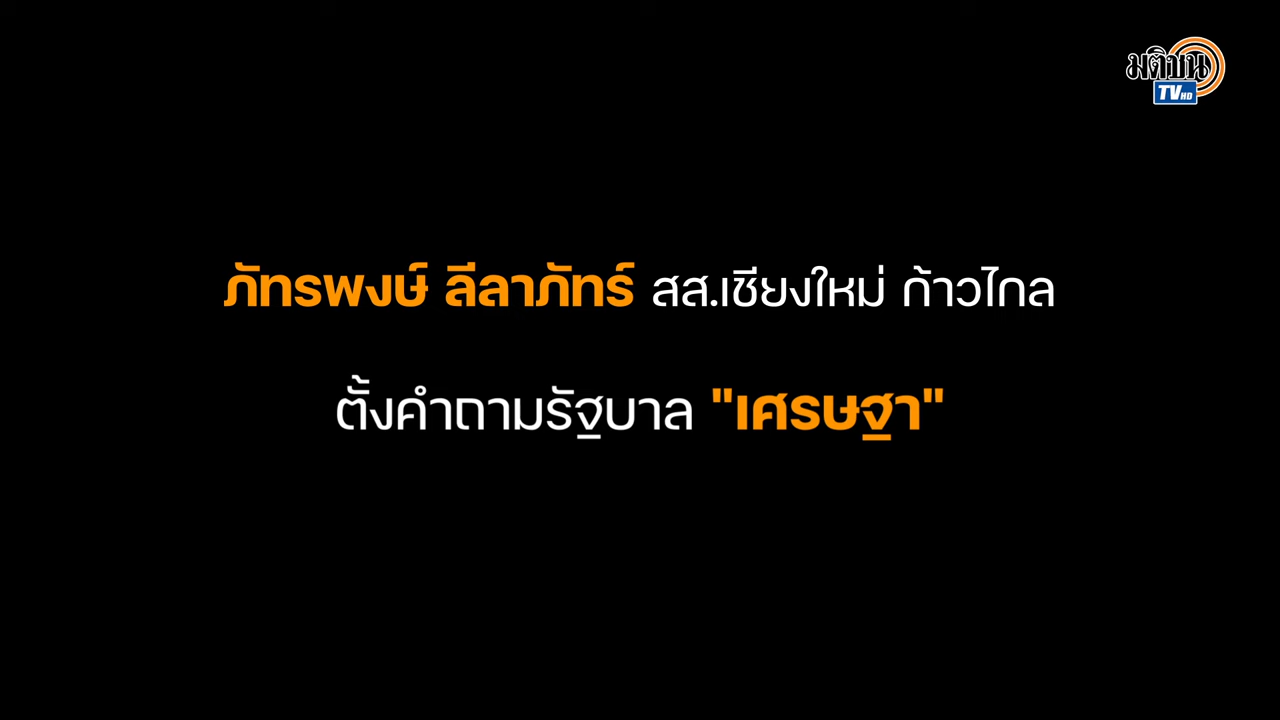 มติชน
TV HD
ภัทรพงษ์ ลีลาภัทร์ สส.เชียงใหม่ ก้าวไกล
ตั้งคำถามรัฐบาล "เศรษฐา"